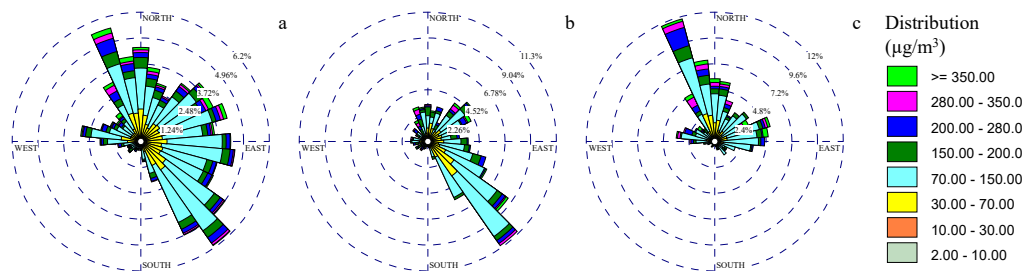 NORTH
a
6.2%
4.96%
3.72%
2.48%
1.24%
WEST
EAST
SOUTH
NORTH
b
11.3%
9.04%
6.78%
4.52%
2.26%
WEST
EAST
SOUTH
NORTH
c
12%
9.6%
7.2%
4.8%
2.4%
WEST
EAST
SOUTH
Distribution
(µg/m³)
>= 350.00
280.00 - 350.00
200.00 - 280.00
150.00 - 200.00
70.00 - 150.00
30.00 - 70.00
10.00 - 30.00
2.00 - 10.00